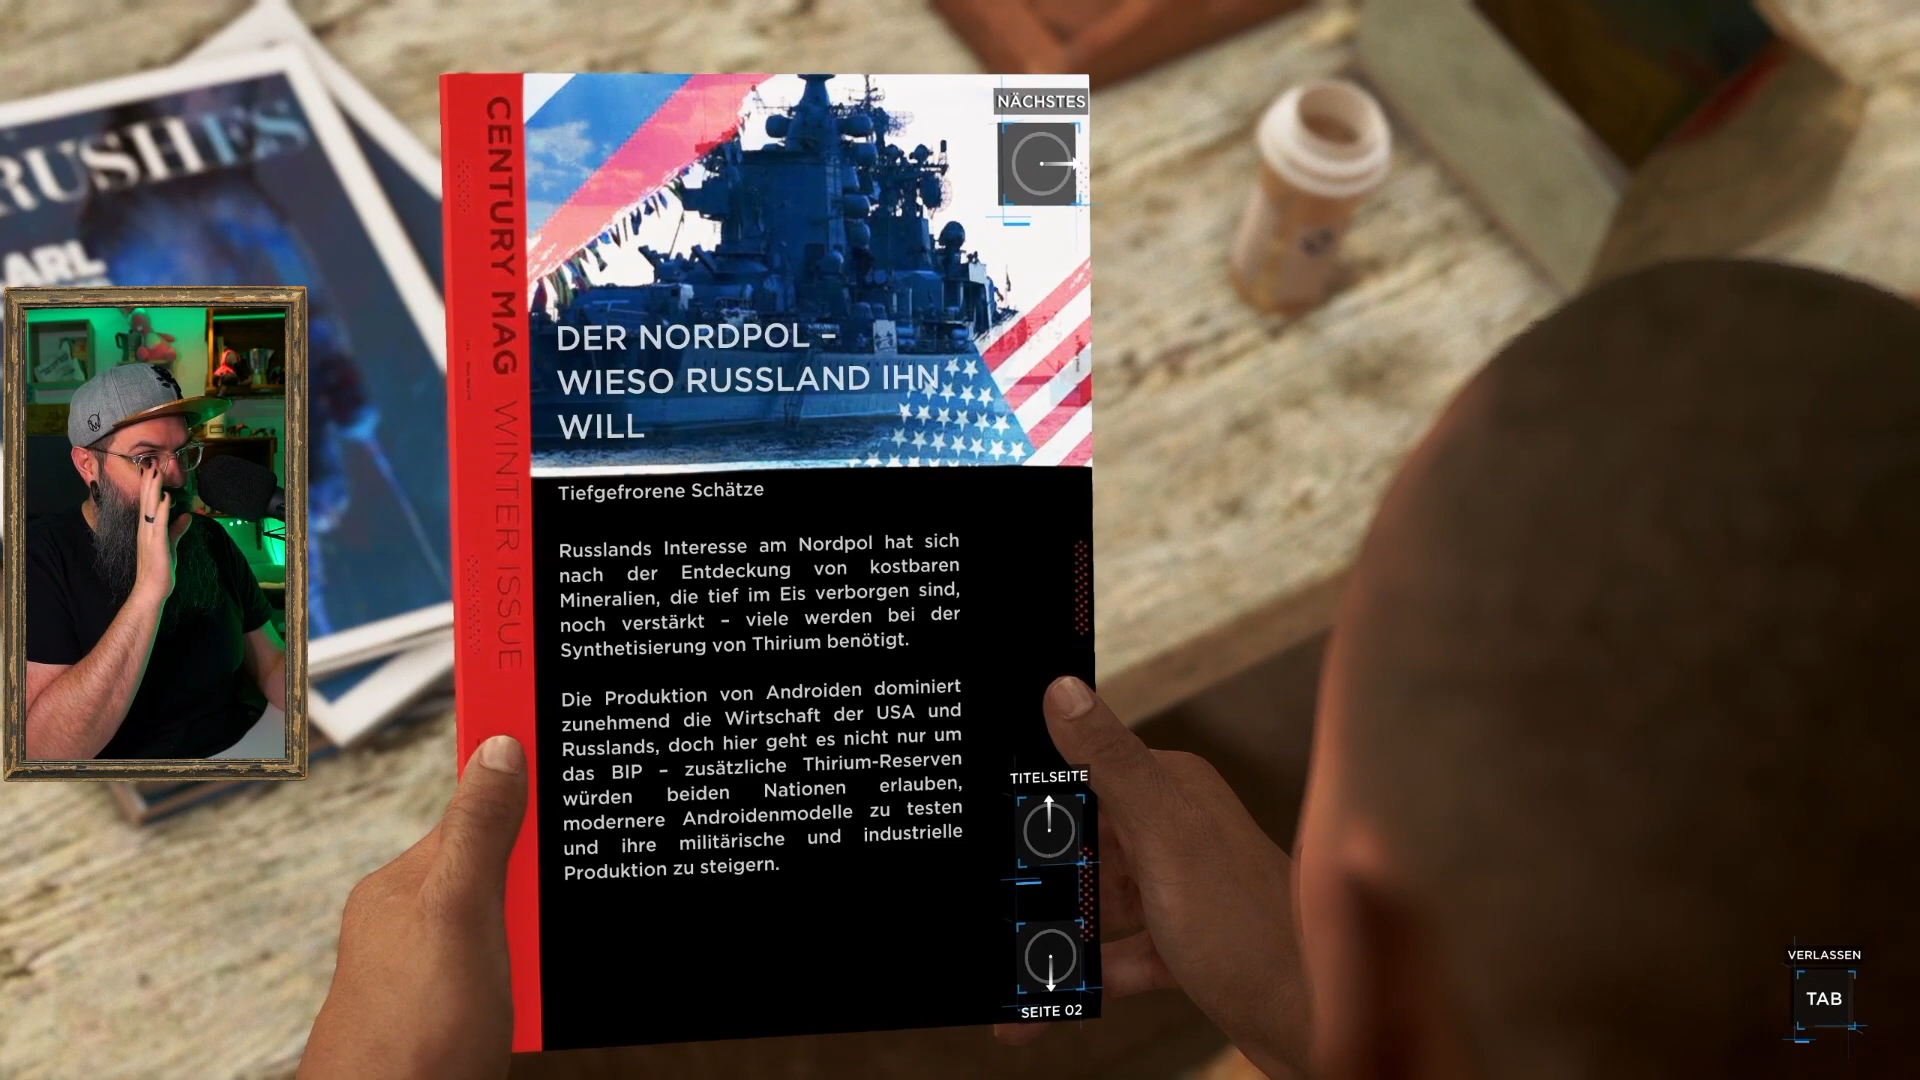 RUSHES
ARL
CENTURY MAG WINTER ISSUE
NÄCHSTES
DER NORDPOL –
WIESO RUSSLAND IHN
WILL
Tiefgefrorene Schätze
Russlands Interesse am Nordpol hat sich
nach der Entdeckung von kostbaren
Mineralien, die tief im Eis verborgen sind,
noch verstärkt – viele werden bei der
Synthetisierung von Thirium benötigt.
Die Produktion von Androiden dominiert
zunehmend die Wirtschaft der USA und
Russlands, doch hier geht es nicht nur um
das BIP – zusätzliche Thirium-Reserven
würden beiden Nationen erlauben,
modernere Androidenmodelle zu testen
und ihre militärische und industrielle
Produktion zu steigern.
TITELSEITE
SEITE 02
VERLASSEN
TAB